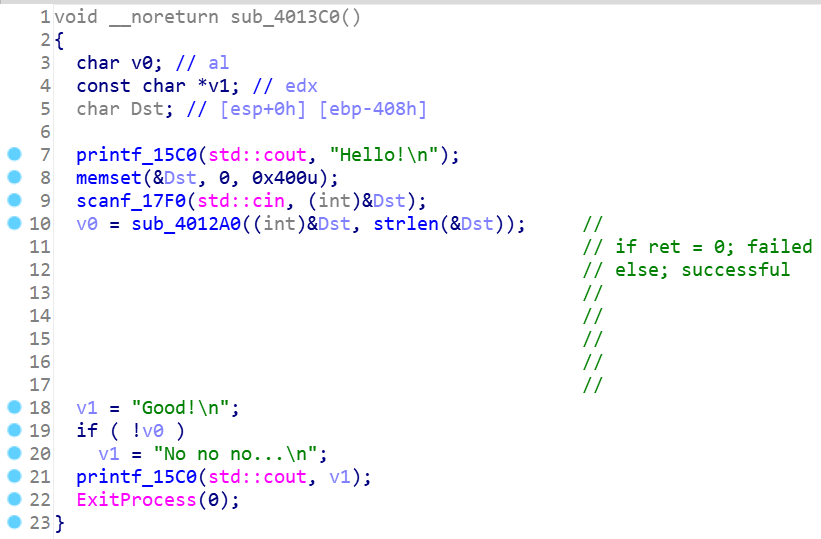 1 void __noreturn sub_4013C0()
2 {
3 char v0; // al
4 const char *v1; // edx
5 char Dst; // [esp+0h] [ebp-408h]
6
7 printf_15C0(std::cout, "Hello!\n");
8 memset(&Dst, 0, 0x400u);
9 scanf_17F0(std::cin, (int)&Dst);
10 v0 = sub_4012A0((int)&Dst, strlen(&Dst)); //
11 // if ret = 0; failed
12 // else; successful
13 //
14 //
15 //
16 //
17 //
18 v1 = "Good!\n";
19 if ( !v0 )
20 v1 = "No no no...\n";
21 printf_15C0(std::cout, v1);
22 ExitProcess(0);
23 }